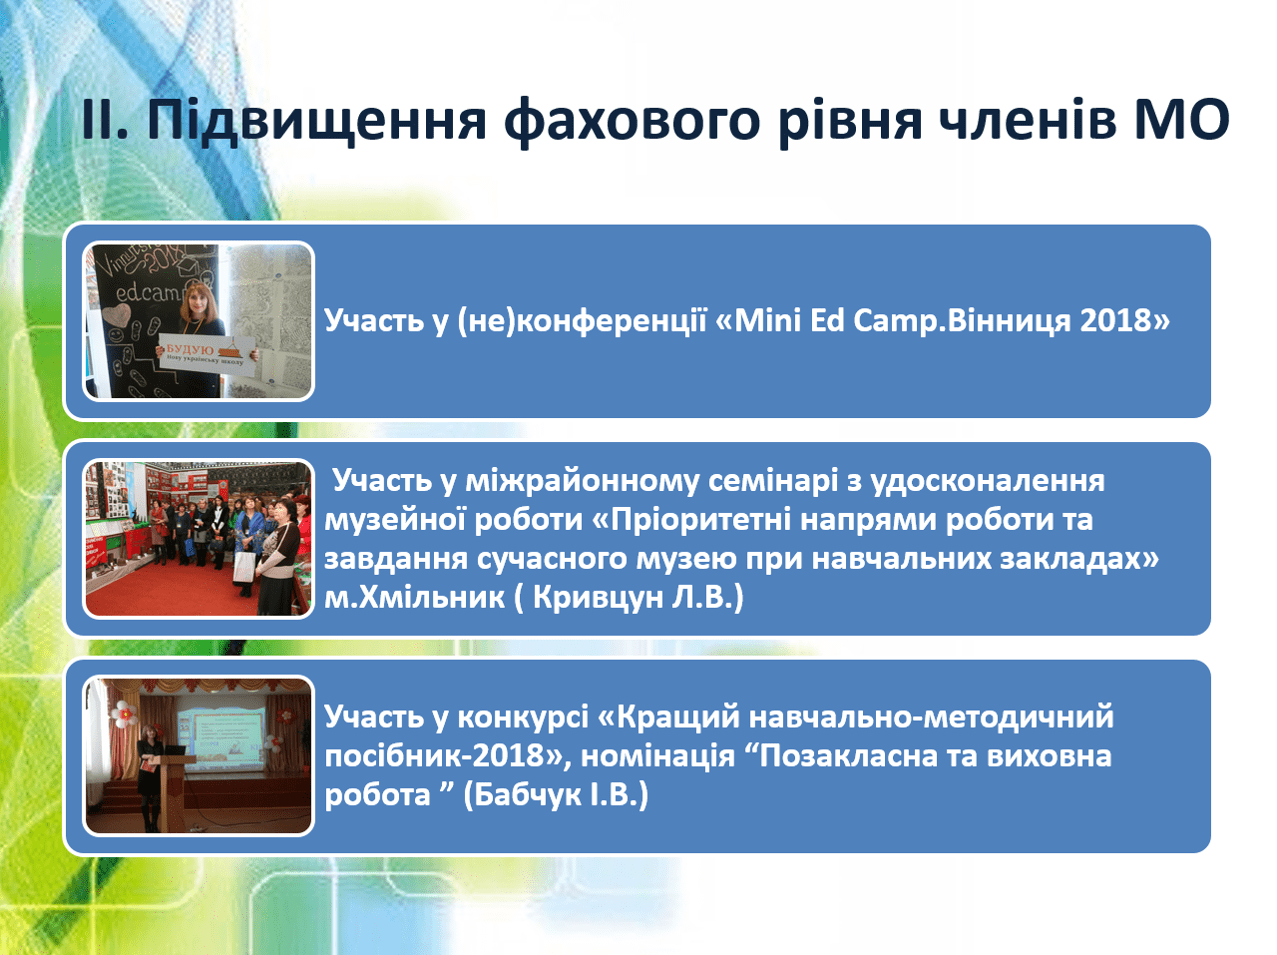 ІІ. Підвищення фахового рівня членів МО
Vinnytsia
2018
edcamp
БУДУЮ
Нову українську школу
Участь у (не)конференції «Mini Ed Camp.Вінниця 2018»
Участь у міжрайонному семінарі з удосконалення
музейної роботи «Пріоритетні напрями роботи та
завдання сучасного музею при навчальних закладах»
м.Хмільник ( Кривцун Л.В.)
Участь у конкурсі «Кращий навчально-методичний
посібник-2018», номінація “Позакласна та виховна
робота ” (Бабчук І.В.)